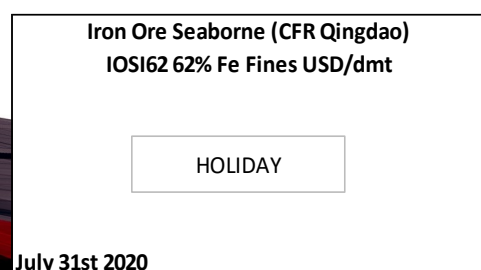 Iron Ore Seaborne (CFR Qingdao)
IOSI62 62% Fe Fines USD/dmt
HOLIDAY
July 31st 2020